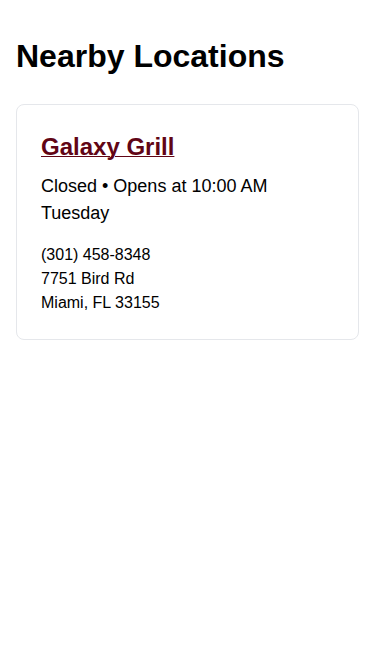 Nearby Locations
Galaxy Grill
Closed • Opens at 10:00 AM
Tuesday
(301) 458-8348
7751 Bird Rd
Miami, FL 33155